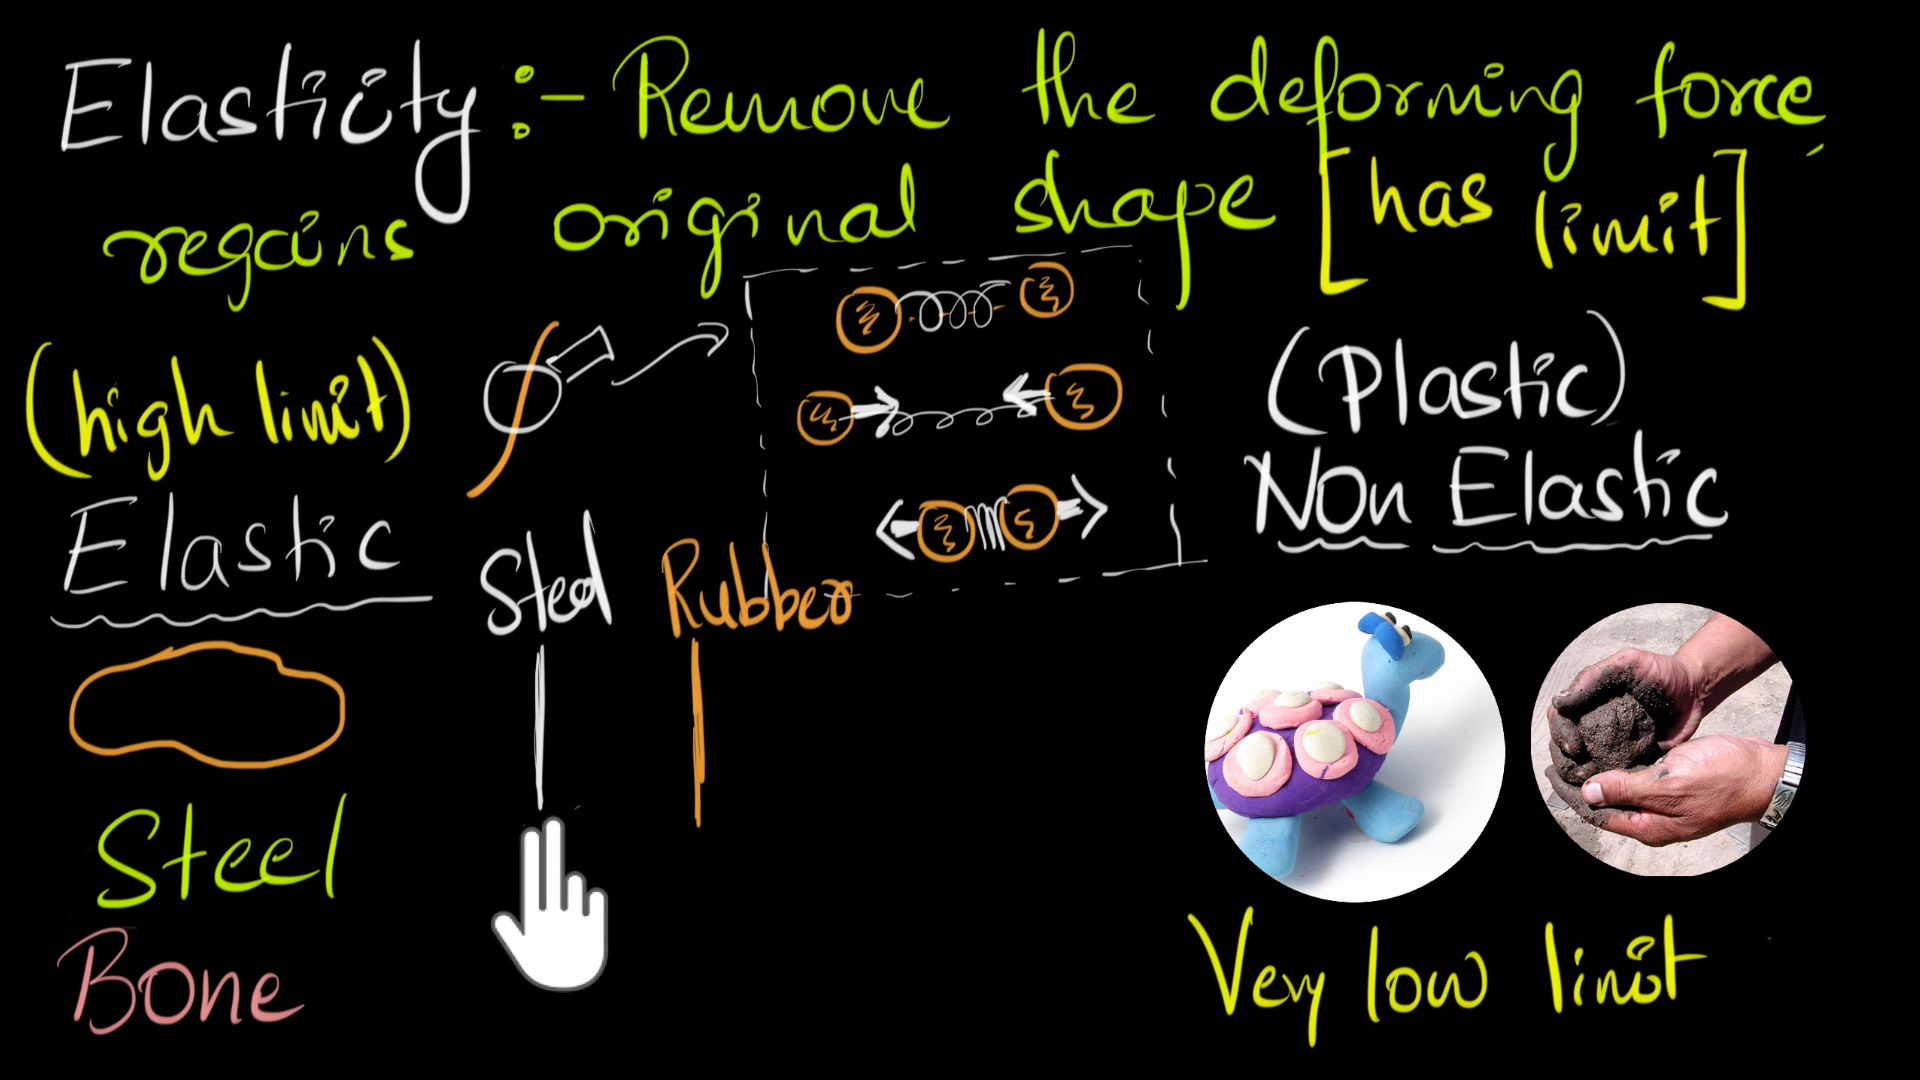 Elasticity :- Remove the deforming force,
regains original shape [has limit]
(high limit)
Elastic
Steel
Rubber
(Plastic)
Non Elastic
Steel
Bone
Very low limit